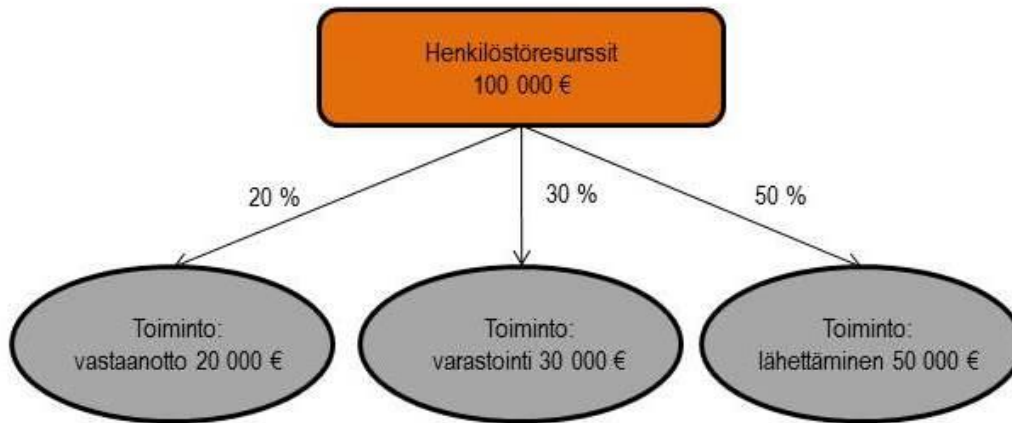 Henkilöstöresurssit
100 000 €
20 %
30 %
50 %
Toiminto:
vastaanotto 20 000 €
Toiminto:
varastointi 30 000 €
Toiminto:
lähettäminen 50 000 €